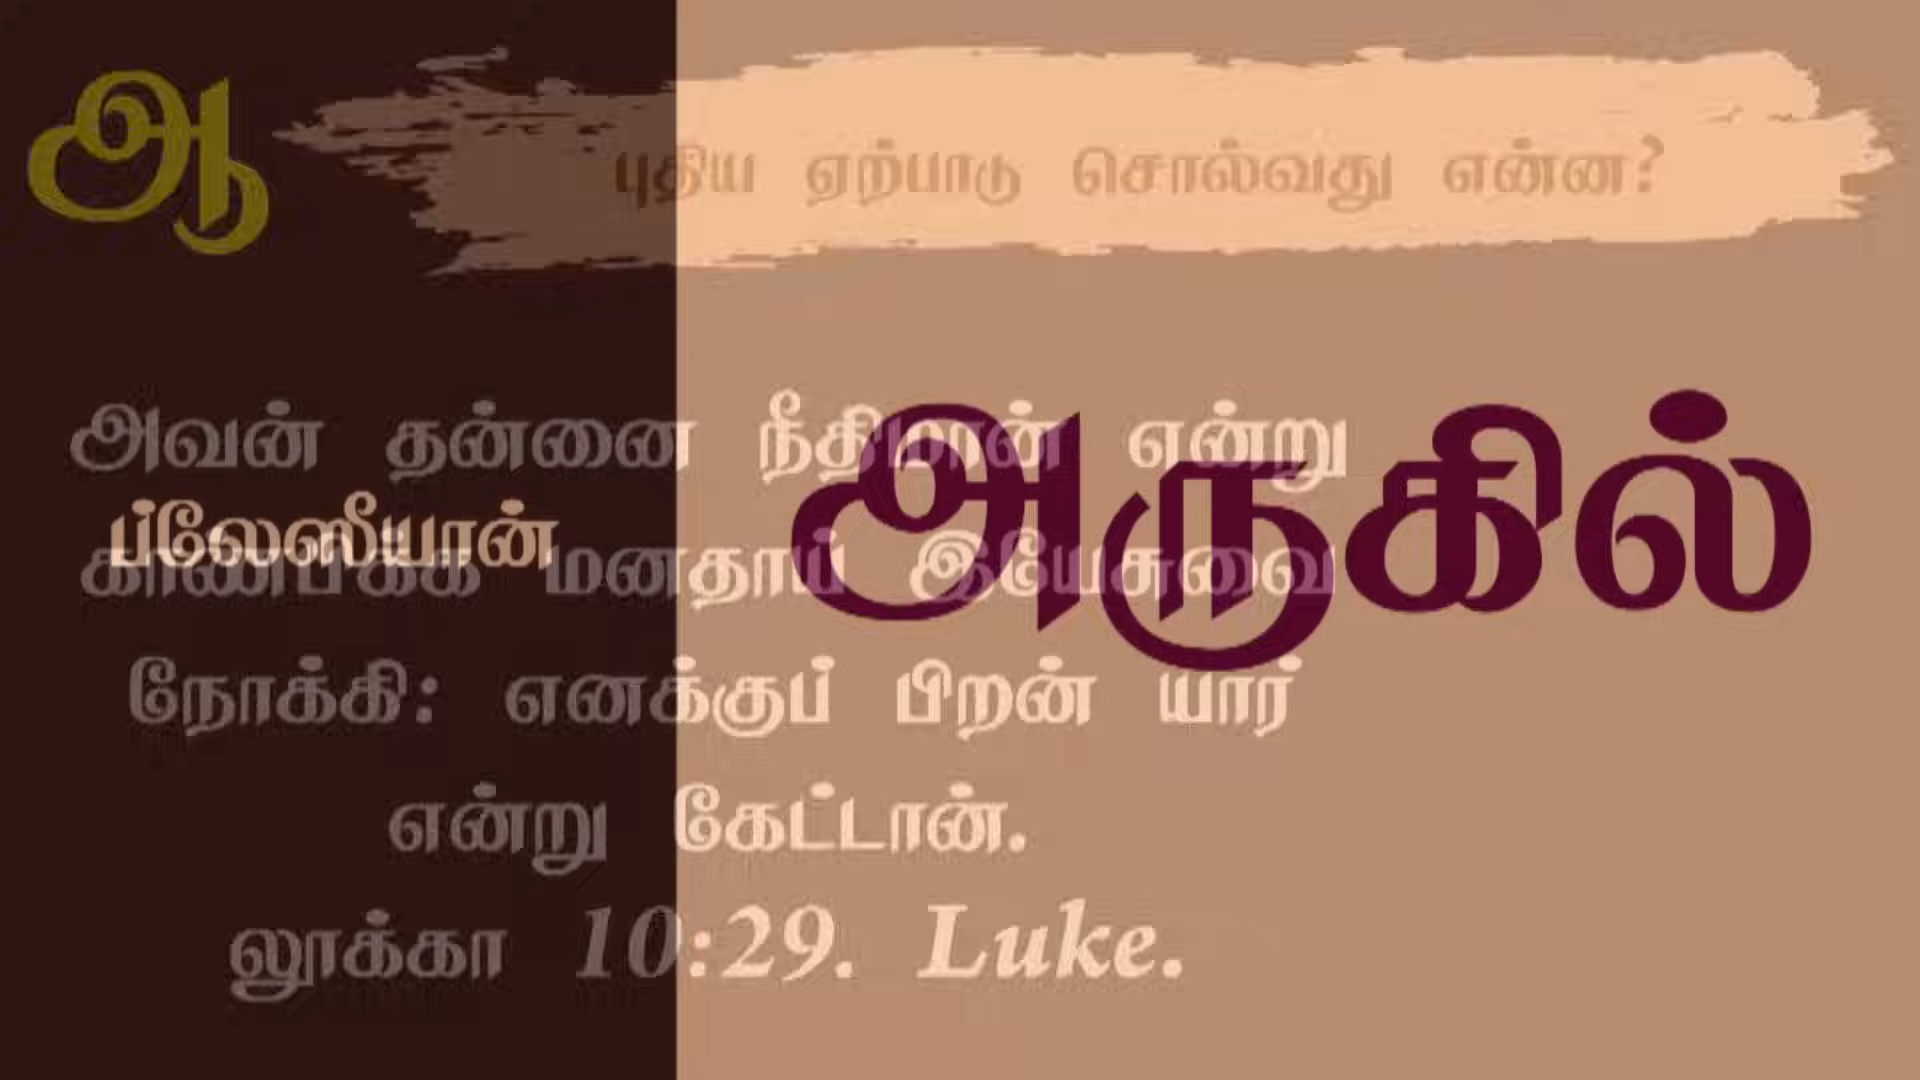 ஆ
புதிய ஏற்பாடு சொல்வது என்ன?
அவன் தன்னை நீதிமான் என்று
அருகில்
ப்லேஸீயான்
காண்பிக்க மனதாய் இயேசுவை
நோக்கி: எனக்குப் பிறன் யார்
என்று கேட்டான்.
லூக்கா 10:29. Luke.